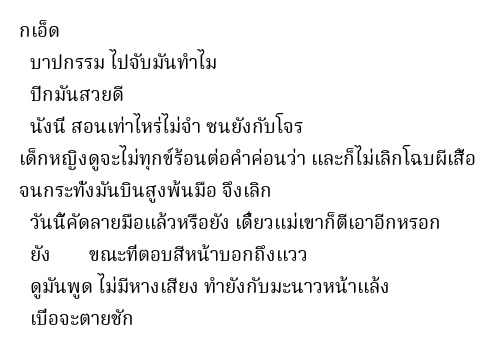 กเอ็ด
บาปกรรม ไปจับมันทำไม
ปีกมันสวยดี
นังนี่ สอนเท่าไหร่ไม่จำ ซนยังกับโจร
เด็กหญิงดูจะไม่ทุกข์ร้อนต่อคำค่อนว่า และก็ไม่เลิกโฉบผีเสื้อ
จนกระทั่งมันบินสูงพ้นมือ จึงเลิก
วันนี้คัดลายมือแล้วหรือยัง เดี๋ยวแม่เขาก็ตีเอาอีกหรอก
ยัง ขณะที่ตอบสีหน้าบอกถึงแวว
ดูมันพูด ไม่มีหางเสียง ทำยังกับมะนาวหน้าแล้ง
เบื่อจะตายชัก